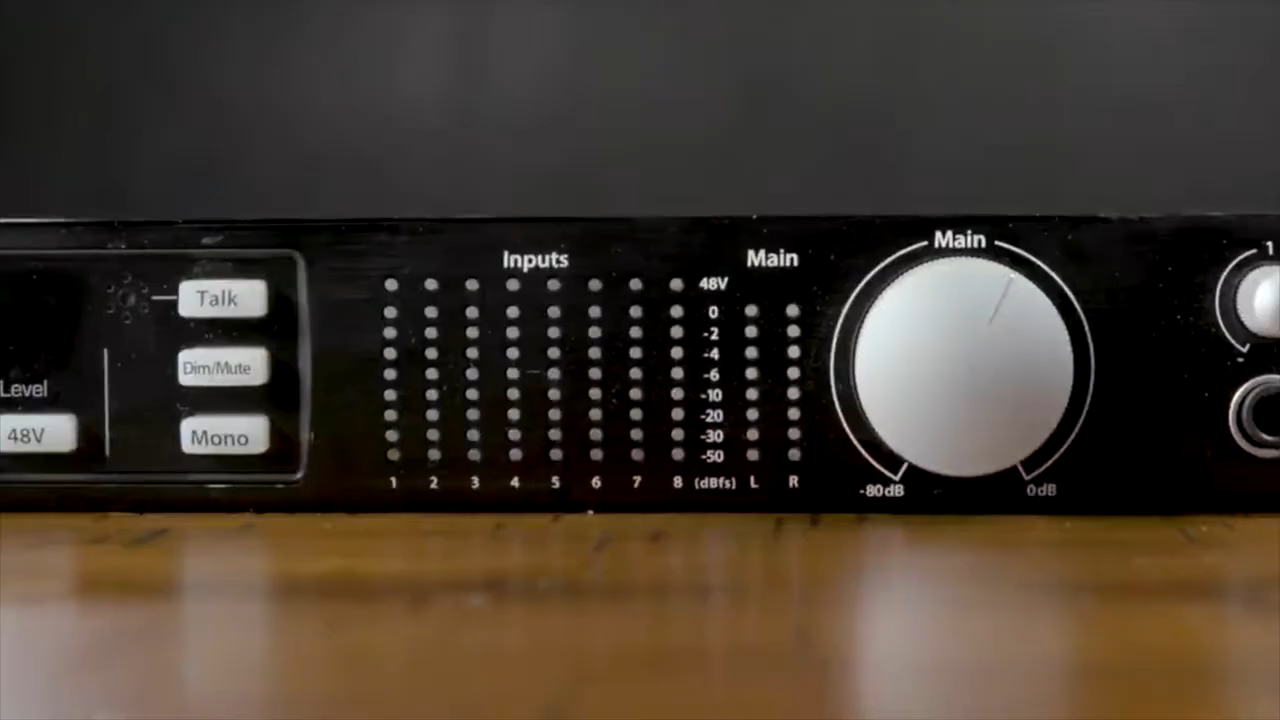 Level
48V
Talk
Dim/Mute
Mono
Inputs
Main
48V
0
-2
-4
-6
-10
-20
-30
-50
1 2 3 4 5 6 7 8 (dBfs) L R
Main
-80dB
0dB
1